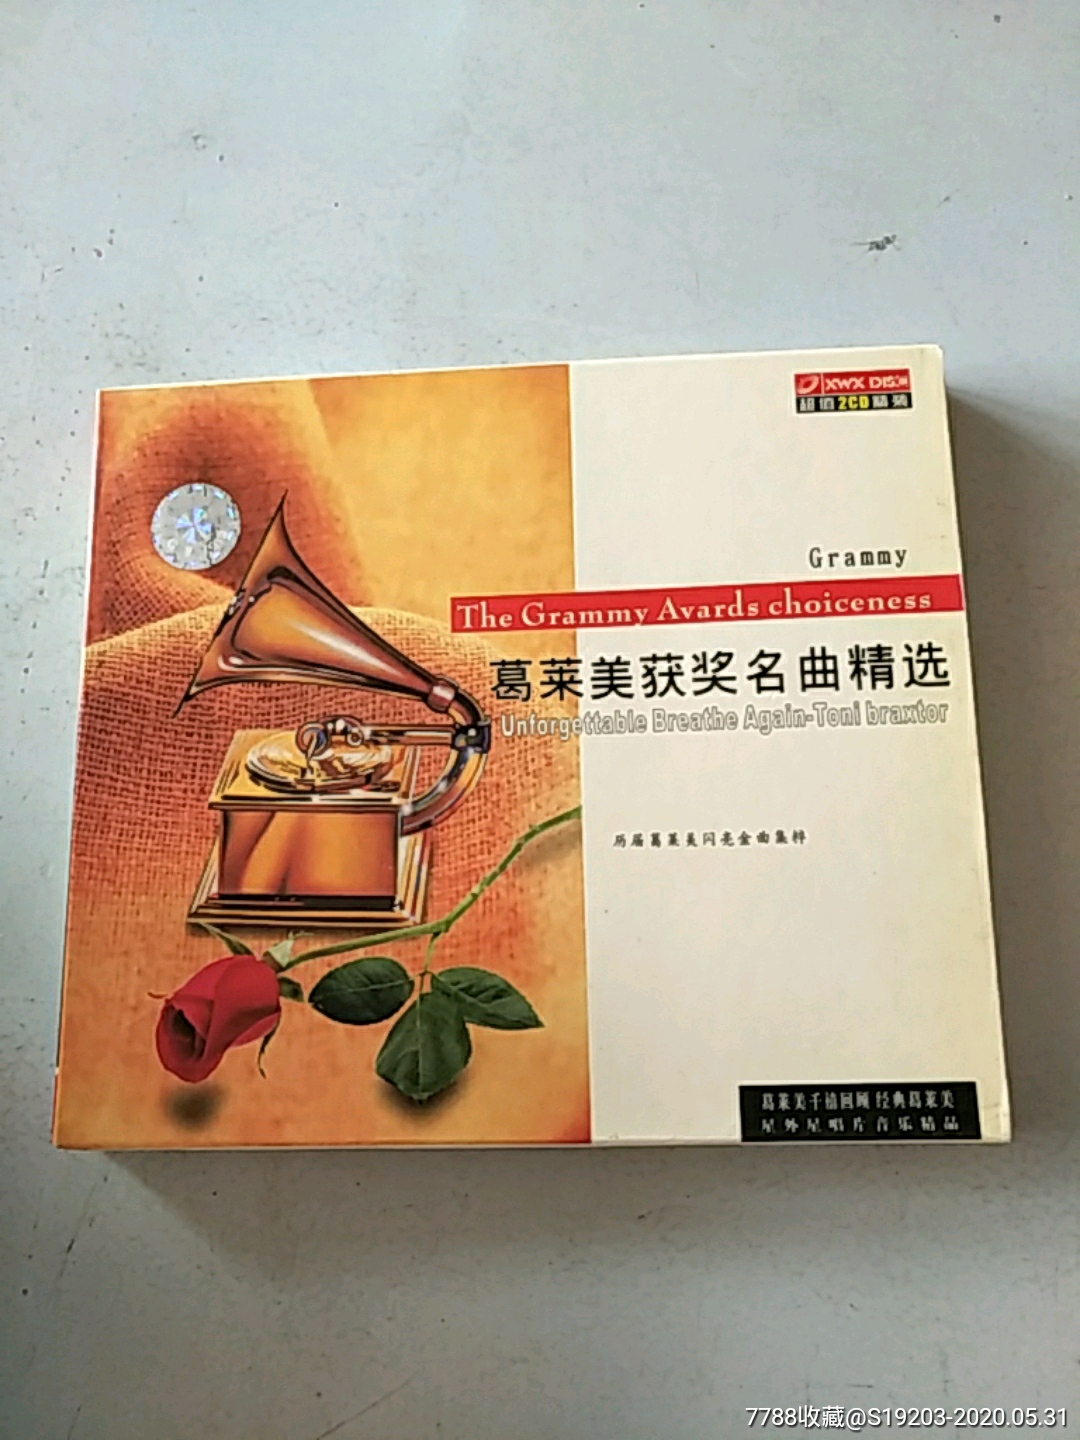 XWX DISC
超值2CD精装
Grammy
The Grammy Avards choiceness
葛莱美获奖名曲精选
Unforgettable Breathe Again-Toni braxtor
历届葛莱美闪亮金曲集粹
葛莱美千禧回顾 经典葛莱美
星外星唱片音乐精品
7788收藏@S19203-2020.05.31